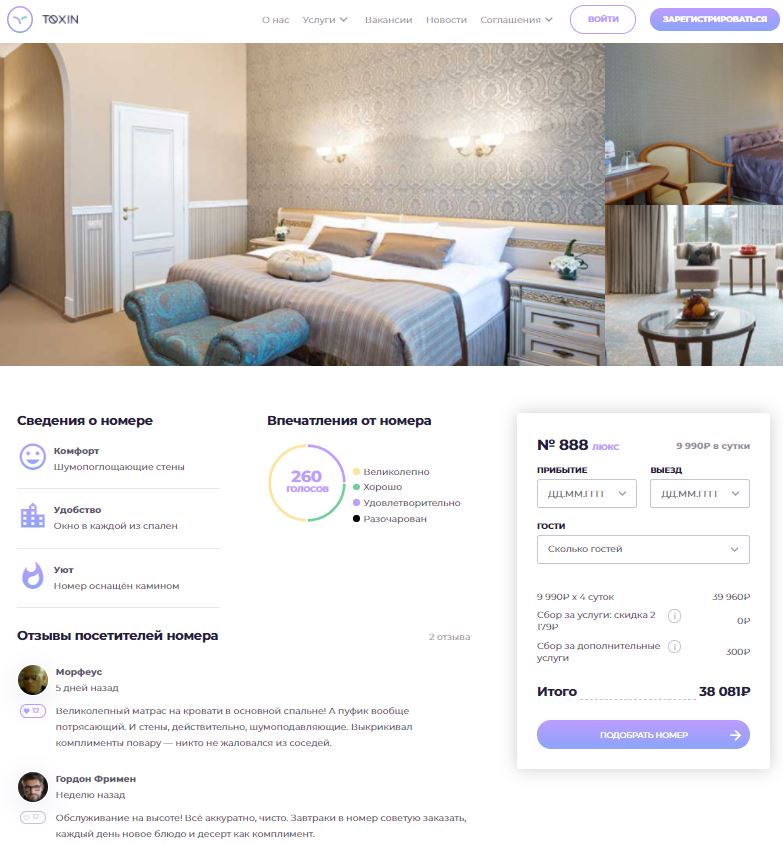 TOXIN
О нас Услуги Вакансии Новости Соглашения ВОЙТИ ЗАРЕГИСТРИРОВАТЬСЯ
Сведения о номере
Комфорт
Шумопоглощающие стены
Удобство
Окно в каждой из спален
Уют
Номер оснащён камином
Впечатления от номера
260
ГОЛОСОВ
Великолепно
Хорошо
Удовлетворительно
Разочарован
№ 888 ЛЮКС 9 990₽ в сутки
ПРИБЫТИЕ ВЫЕЗД
ДД.ММ.ГГГГ ДД.ММ.ГГГГ
ГОСТИ
Сколько гостей
9 990₽ х 4 суток 39 960₽
Сбор за услуги: скидка 2
179₽ 0₽
Сбор за дополнительные
услуги 300₽
Итого 38 081₽
ПОДОБРАТЬ НОМЕР
Отзывы посетителей номера 2 отзыва
Морфеус
5 дней назад
12
Великолепный матрас на кровати в основной спальне! А пуфик вообще
потрясающий. И стены, действительно, шумоподавляющие. Выкрикивал
комплименты повару — никто не жаловался из соседей.
Гордон Фримен
Неделю назад
12
Обслуживание на высоте! Всё аккуратно, чисто. Завтраки в номер советую заказать,
каждый день новое блюдо и десерт как комплимент.